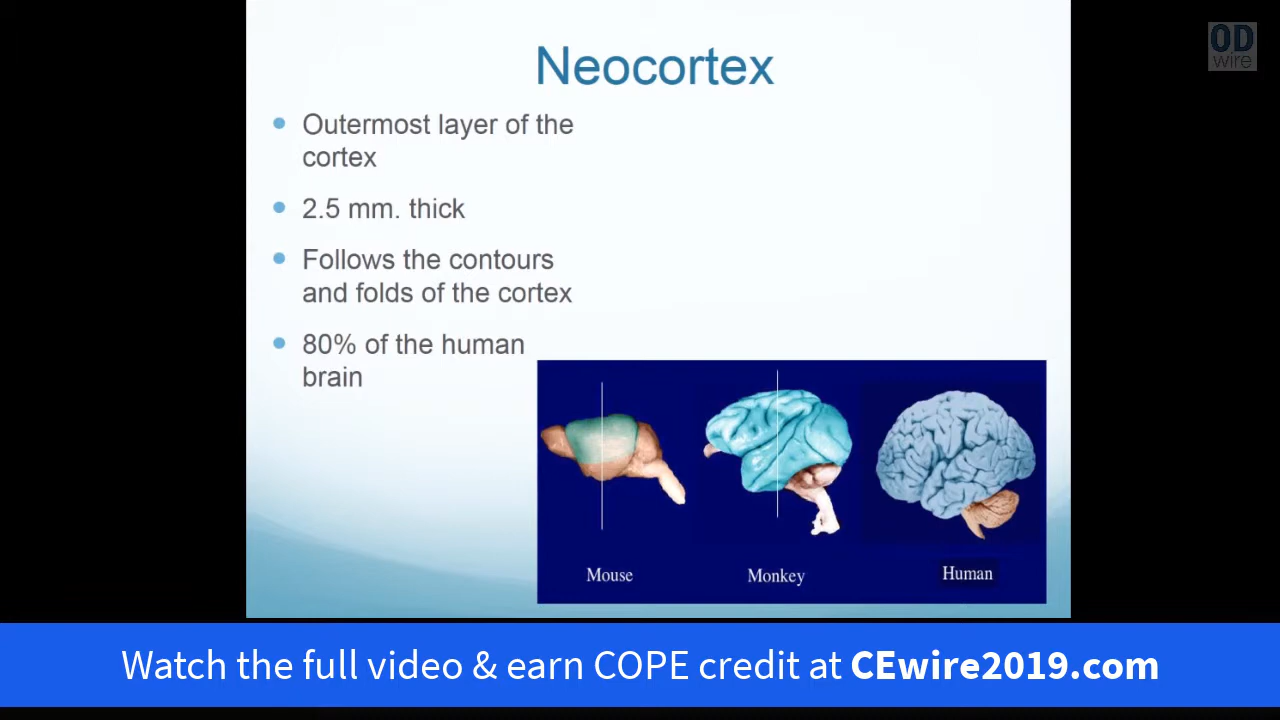 OD
wire
Neocortex
• Outermost layer of the
cortex
• 2.5 mm. thick
• Follows the contours
and folds of the cortex
• 80% of the human
brain
Mouse
Monkey
Human
Watch the full video & earn COPE credit at CEwire2019.com